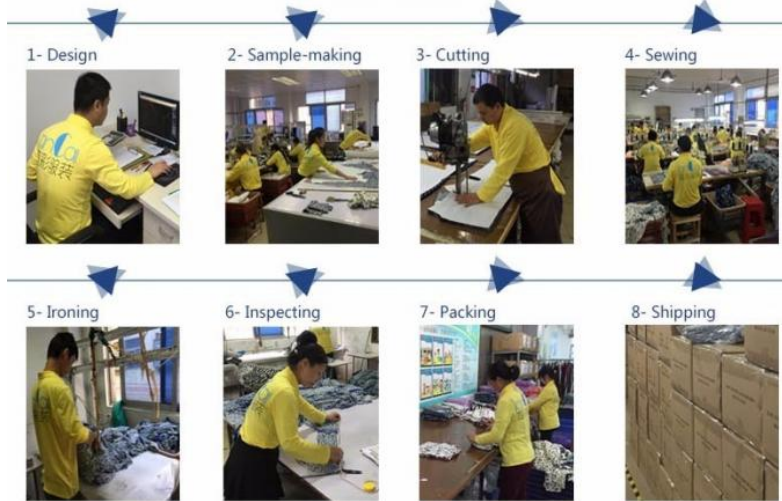 1- Design
2- Sample-making
3- Cutting
4- Sewing
5- Ironing
6- Inspecting
7- Packing
8- Shipping